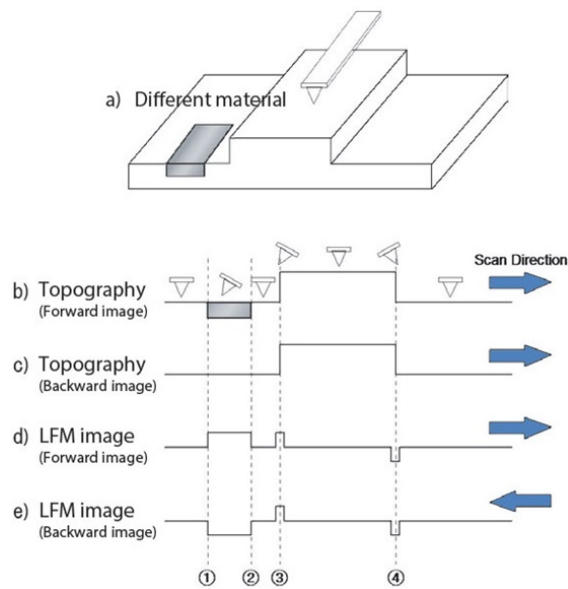 a) Different material
Scan Direction
b) Topography
(Forward image)
c) Topography
(Backward image)
d) LFM image
(Forward image)
e) LFM image
(Backward image)
① ② ③ ④